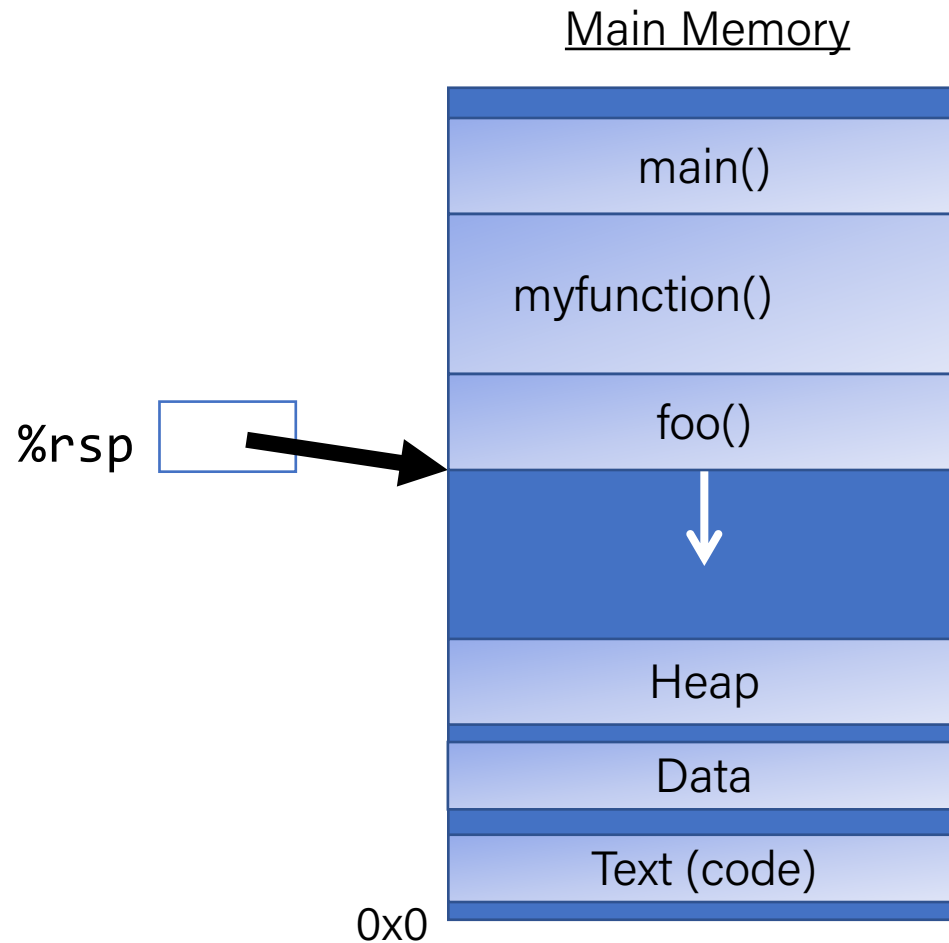 Main Memory
main()
myfunction()
foo()
%rsp
Heap
Data
Text (code)
0x0